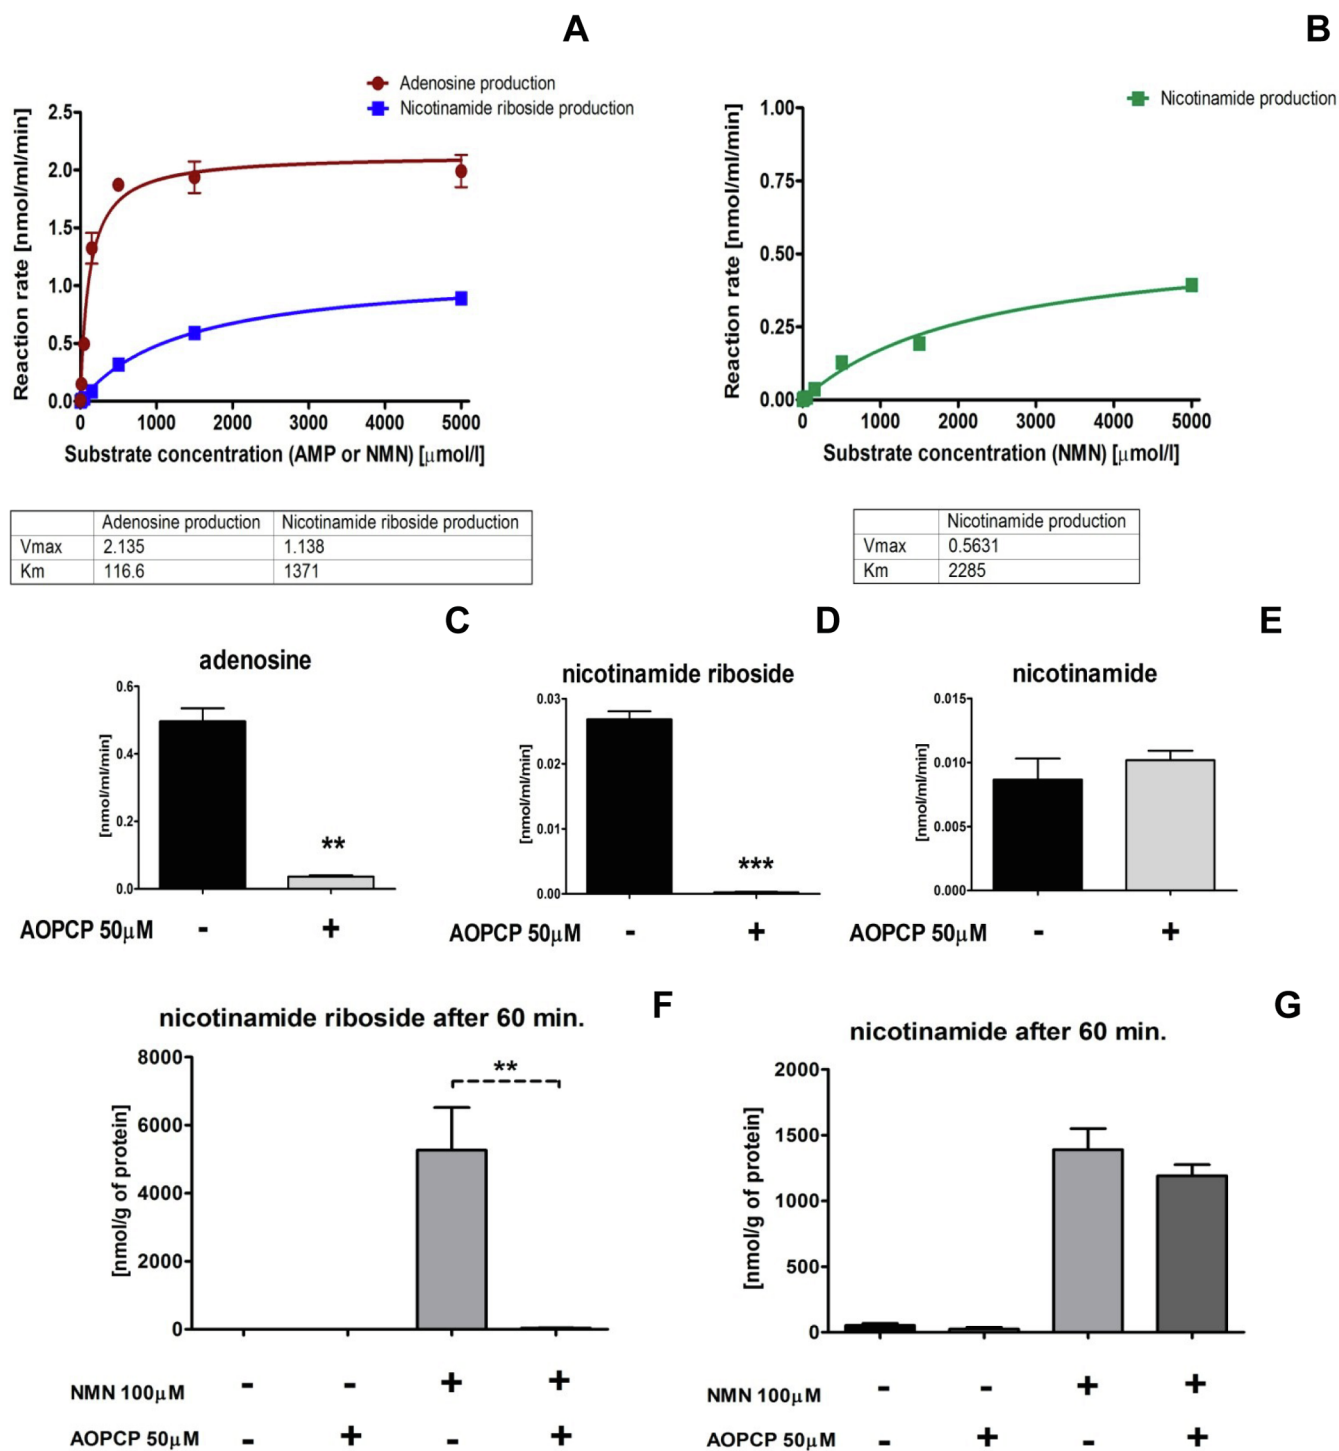 A
Adenosine production
Nicotinamide riboside production
Reaction rate [nmol/ml/min]
2.5
2.0
1.5
1.0
0.5
0.0
0 1000 2000 3000 4000 5000
Substrate concentration (AMP or NMN) [μmol/l]
Adenosine production Nicotinamide riboside production
Vmax 2.135 1.138
Km 116.6 1371
B
Nicotinamide production
Reaction rate [nmol/ml/min]
1.00
0.75
0.50
0.25
0.00
0 1000 2000 3000 4000 5000
Substrate concentration (NMN) [μmol/l]
Nicotinamide production
Vmax 0.5631
Km 2285
C
adenosine
[nmol/ml/min]
0.6
0.4
0.2
0.0
**
AOPCP 50μM - +
D
nicotinamide riboside
[nmol/ml/min]
0.03
0.02
0.01
0.00
***
AOPCP 50μM - +
E
nicotinamide
[nmol/ml/min]
0.015
0.010
0.005
0.000
AOPCP 50μM - +
F
nicotinamide riboside after 60 min.
[nmol/g of protein]
8000
6000
4000
2000
0
**
NMN 100μM - - + +
AOPCP 50μM - + - +
G
nicotinamide after 60 min.
[nmol/g of protein]
2000
1500
1000
500
0
NMN 100μM - - + +
AOPCP 50μM - + - +